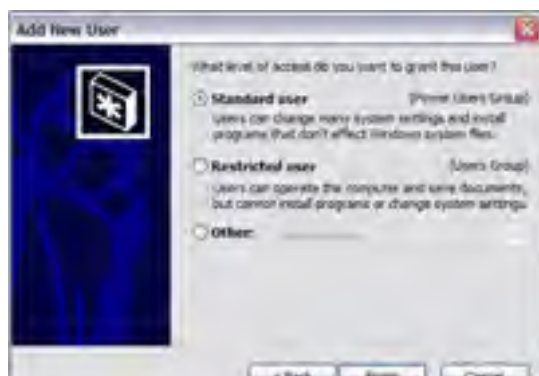 Add New User
What level of access do you want to grant this user?
Standard user (Power Users Group)
Users can change many system settings and install
programs that don't effect Windows system files.
Restricted user (Users Group)
Users can operate the computer and save documents,
but cannot install programs or change system settings.
Other:
< Back Cancel